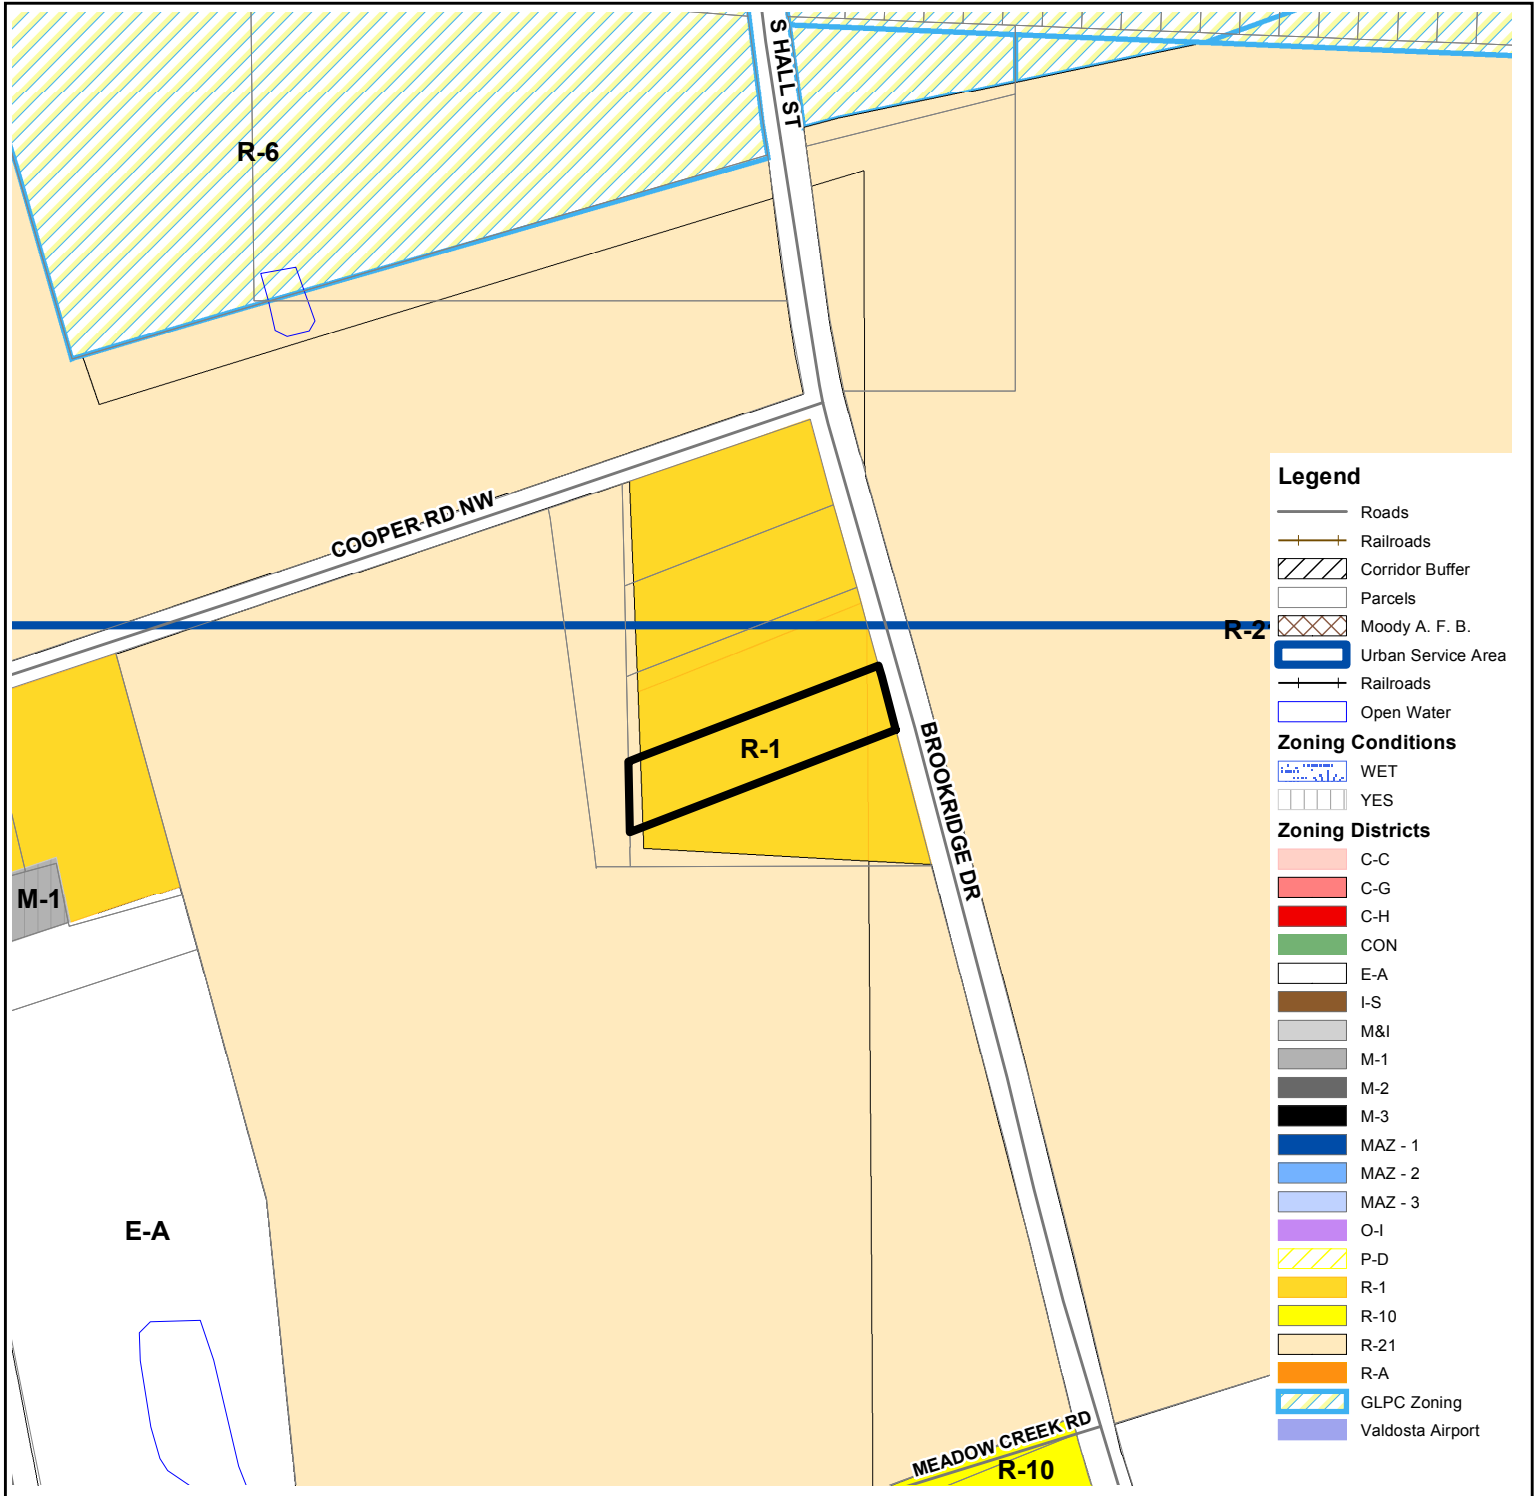 S HALL ST
R-6
COOPER RD NW
R-2
R-1
BROOKRIDGE DR
M-1
E-A
MEADOW CREEK RD
R-10
Legend
Roads
Railroads
Corridor Buffer
Parcels
Moody A. F. B.
Urban Service Area
Railroads
Open Water
Zoning Conditions
WET
YES
Zoning Districts
C-C
C-G
C-H
CON
E-A
I-S
M&I
M-1
M-2
M-3
MAZ - 1
MAZ - 2
MAZ - 3
O-I
P-D
R-1
R-10
R-21
R-A
GLPC Zoning
Valdosta Airport